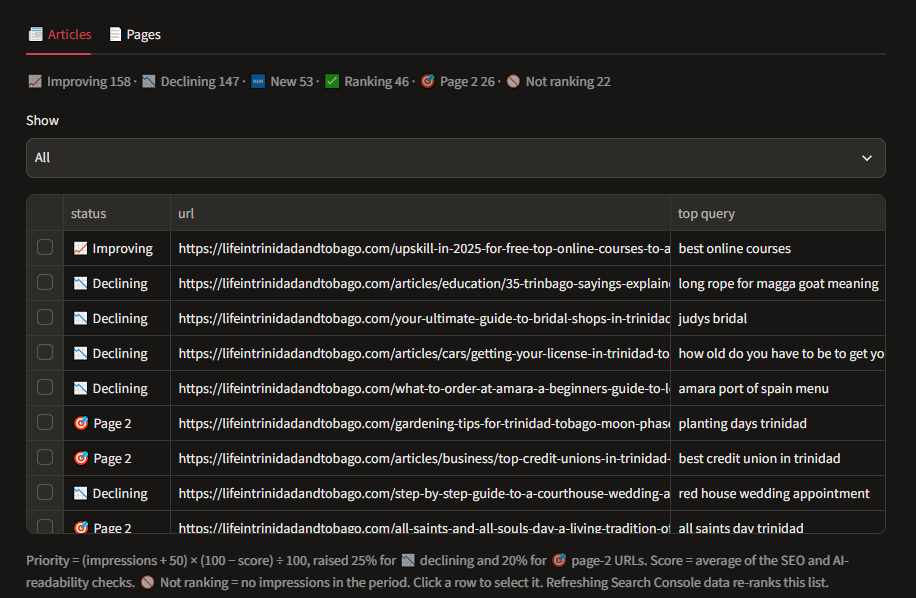 Articles Pages
Improving 158 · Declining 147 · New 53 · Ranking 46 · Page 2 26 · Not ranking 22
Show
All
status url top query
Improving https://lifeintrinidadandtobago.com/upskill-in-2025-for-free-top-online-courses-to-a best online courses
Declining https://lifeintrinidadandtobago.com/articles/education/35-trinbago-sayings-explain long rope for magga goat meaning
Declining https://lifeintrinidadandtobago.com/your-ultimate-guide-to-bridal-shops-in-trinidad judys bridal
Declining https://lifeintrinidadandtobago.com/articles/cars/getting-your-license-in-trinidad-to how old do you have to be to get yo
Declining https://lifeintrinidadandtobago.com/what-to-order-at-amara-a-beginners-guide-to-l amara port of spain menu
Page 2 https://lifeintrinidadandtobago.com/gardening-tips-for-trinidad-tobago-moon-phase planting days trinidad
Page 2 https://lifeintrinidadandtobago.com/articles/business/top-credit-unions-in-trinidad- best credit union in trinidad
Declining https://lifeintrinidadandtobago.com/step-by-step-guide-to-a-courthouse-wedding-a red house wedding appointment
Page 2 https://lifeintrinidadandtobago.com/all-saints-and-all-souls-day-a-living-tradition-of all saints day trinidad
Priority = (impressions + 50) × (100 − score) ÷ 100, raised 25% for declining and 20% for page-2 URLs. Score = average of the SEO and AI-
readability checks. Not ranking = no impressions in the period. Click a row to select it. Refreshing Search Console data re-ranks this list.